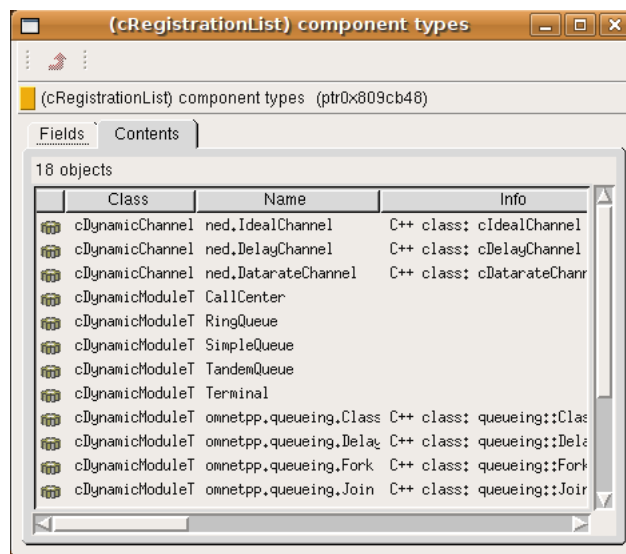 (cRegistrationList) component types
(cRegistrationList) component types (ptr0x809cb48)
Fields Contents
18 objects
Class Name Info
cDynamicChannel ned.IdealChannel C++ class: cIdealChannel
cDynamicChannel ned.DelayChannel C++ class: cDelayChannel
cDynamicChannel ned.DatarateChannel C++ class: cDatarateChanr
cDynamicModuleT CallCenter
cDynamicModuleT RingQueue
cDynamicModuleT SimpleQueue
cDynamicModuleT TandemQueue
cDynamicModuleT Terminal
cDynamicModuleT omnetpp.queueing.Class C++ class: queueing::Clas
cDynamicModuleT omnetpp.queueing.Delay C++ class: queueing::Dela
cDynamicModuleT omnetpp.queueing.Fork C++ class: queueing::Fork
cDynamicModuleT omnetpp.queueing.Join C++ class: queueing::Join